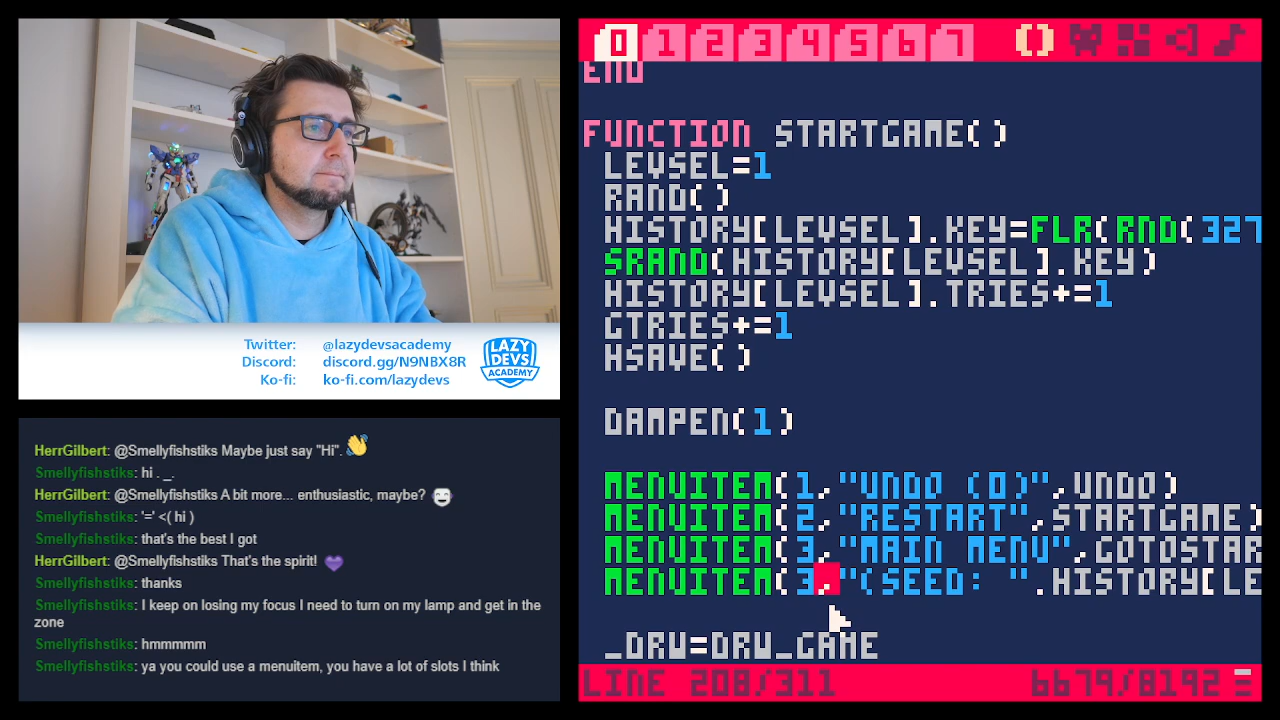 Twitter: @lazydevsacademy
Discord: discord.gg/N9NBX8R
Ko-fi: ko-fi.com/lazydevs
LAZY
DEVS
ACADEMY
HerrGilbert: @Smellyfishstiks Maybe just say "Hi". 👋
Smellyfishstiks: hi . _.
HerrGilbert: @Smellyfishstiks A bit more... enthusiastic, maybe?
Smellyfishstiks: '=' <( hi )
Smellyfishstiks: that's the best I got
HerrGilbert: @Smellyfishstiks That's the spirit! 💜
Smellyfishstiks: thanks
Smellyfishstiks: I keep on losing my focus I need to turn on my lamp and get in the
zone
Smellyfishstiks: hmmmmm
Smellyfishstiks: ya you could use a menuitem, you have a lot of slots I think
0 1 2 3 4 5 6 7 ()
END
FUNCTION STARTGAME()
LEVSEL=1
RAND()
HISTORY[LEVSEL].KEY=FLR(RND(327
SRAND(HISTORY[LEVSEL].KEY)
HISTORY[LEVSEL].TRIES+=1
GTRIES+=1
HSAVE()
DAMPEN(1)
MENUITEM(1,"UNDO (O)",UNDO)
MENUITEM(2,"RESTART",STARTGAME)
MENUITEM(3,"MAIN MENU",GOTOSTAR
MENUITEM(3,"(SEED: ".HISTORY[LE
_DRW=DRW_GAME
LINE 208/311 6679/8192